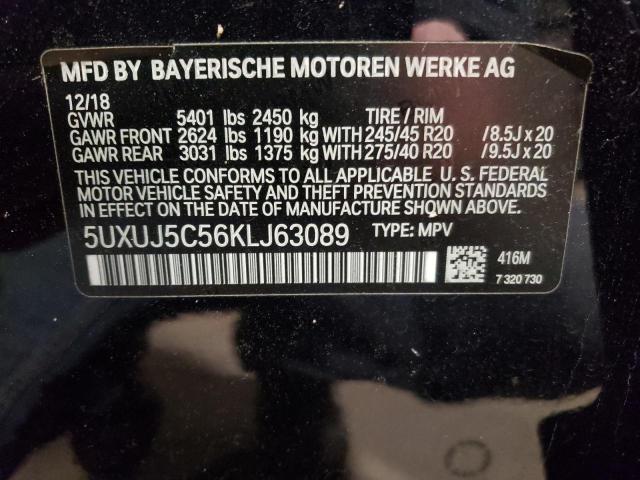 MFD BY BAYERISCHE MOTOREN WERKE AG
12/18
GVWR 5401 lbs 2450 kg TIRE / RIM
GAWR FRONT 2624 lbs 1190 kg WITH 245/45 R20 /8.5J x 20
GAWR REAR 3031 lbs 1375 kg WITH 275/40 R20 /9.5J x 20
THIS VEHICLE CONFORMS TO ALL APPLICABLE U. S. FEDERAL
MOTOR VEHICLE SAFETY AND THEFT PREVENTION STANDARDS
IN EFFECT ON THE DATE OF MANUFACTURE SHOWN ABOVE.
5UXUJ5C56KLJ63089 TYPE: MPV
416M
7 320 730